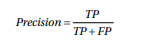 Precision = TP / TP + FP